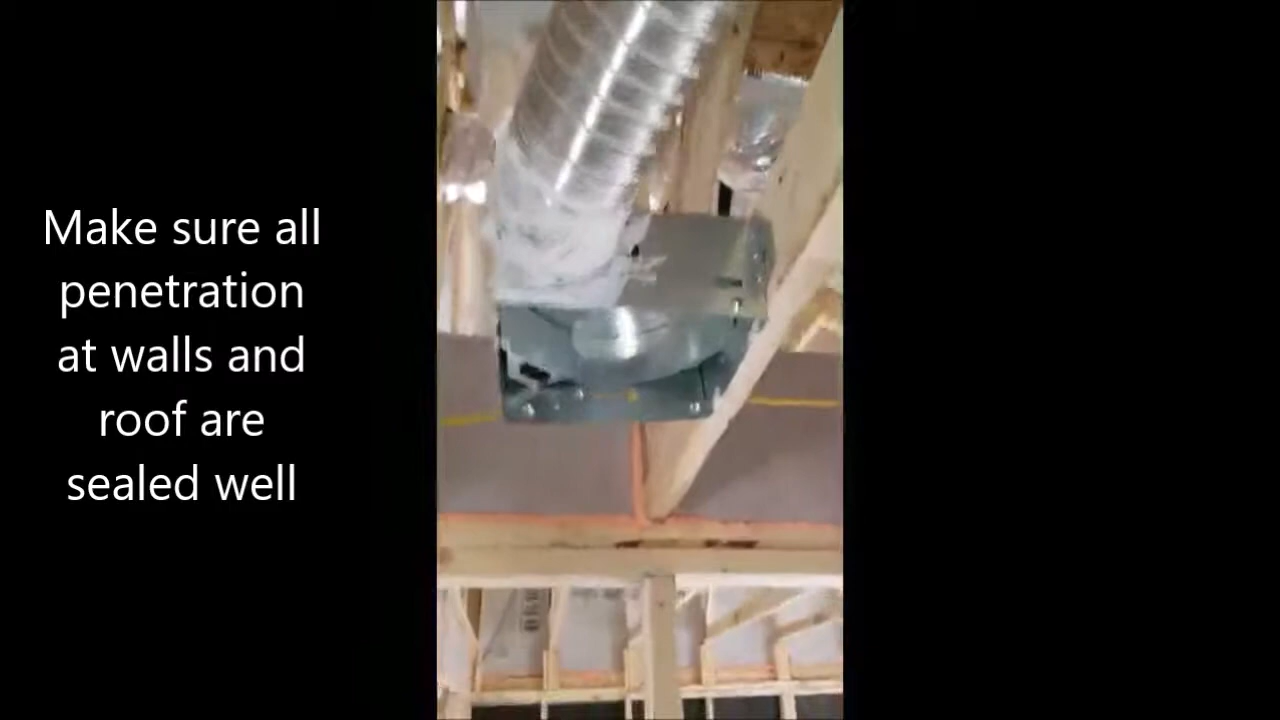 Make sure all
penetration
at walls and
roof are
sealed well